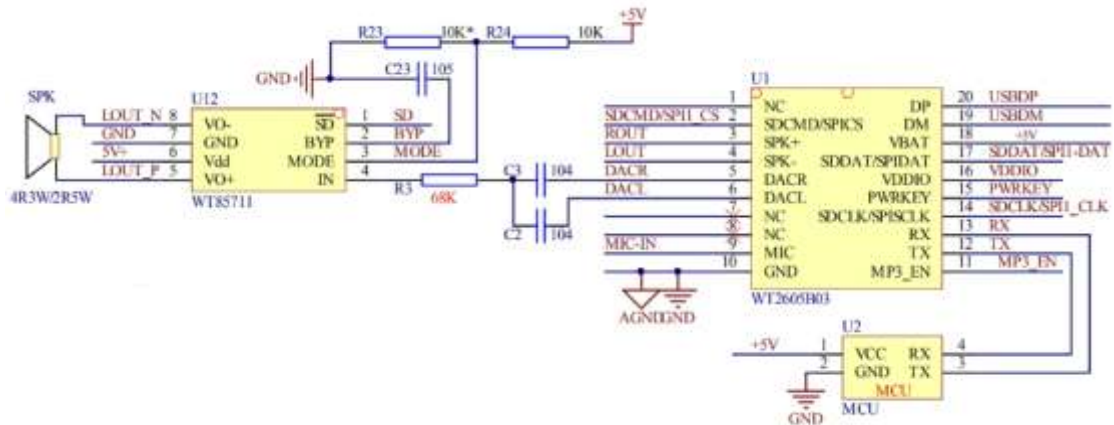 +5V
R23 10K* R24 10K
GND
C23 105
SPK
U12
LOUT_N 8 VO- SD 1 SD
GND 7 GND BYP 2 BYP
5V+ 6 Vdd MODE 3 MODE
LOUT_P 5 VO+ IN 4
4R3W/2R5W
WT85711
R3 68K
C3 104
C2 104
U1
1 NC DP 20 USBDP
SDCMD/SPI1_CS 2 SDCMD/SPICS DM 19 USBDM
ROUT 3 SPK+ VBAT 18 +5V
LOUT 4 SPK- SDDAT/SPIDAT 17 SDDAT/SPI1-DAT
DACR 5 DACR VDDIO 16 VDDIO
DACL 6 DACL PWRKEY 15 PWRKEY
NC SDCLK/SPISCLK 14 SDCLK/SPI1_CLK
NC RX 13 RX
MIC-IN 9 MIC TX 12 TX
10 GND MP3_EN 11 MP3_EN
AGND GND
WT2605B03
U2
+5V 1 VCC RX 4
2 GND TX 3
MCU
GND
MCU